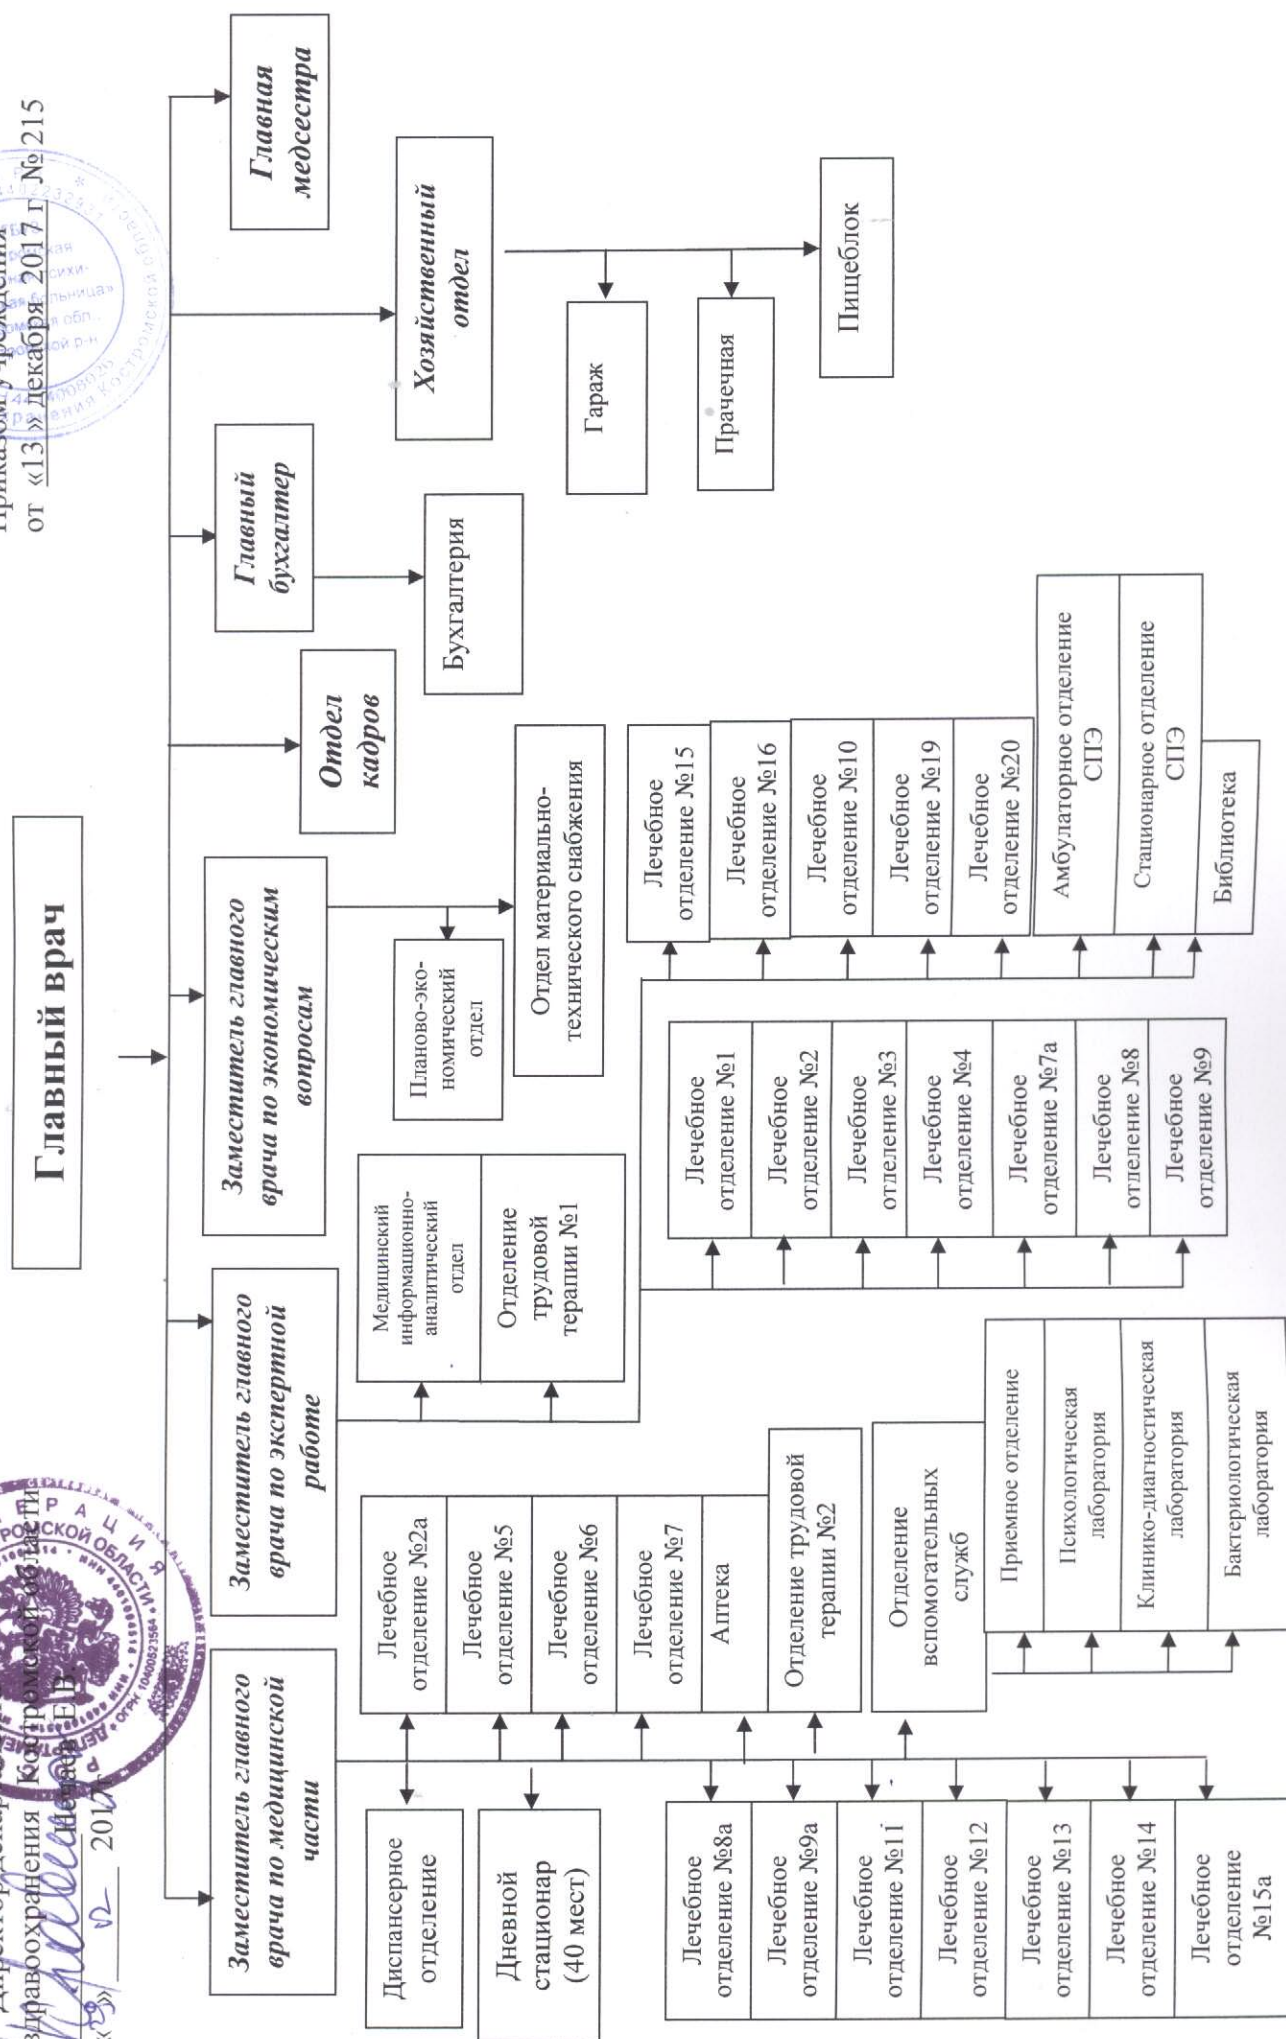 здравоохранения Костромской области
Нечаев Е.В.
2017г
Приказом учреждения
от «13» декабря 2017 г № 215
Главный врач
Заместитель главного
врача по медицинской
части
Заместитель главного
врача по экспертной
работе
Заместитель главного
врача по экономическим
вопросам
Отдел
кадров
Главный
бухгалтер
Хозяйственный
отдел
Главная
медсестра
Диспансерное
отделение
Дневной
стационар
(40 мест)
Лечебное
отделение №8а
Лечебное
отделение №9а
Лечебное
отделение №11
Лечебное
отделение №12
Лечебное
отделение №13
Лечебное
отделение №14
Лечебное
отделение
№15а
Лечебное
отделение №2а
Лечебное
отделение №5
Лечебное
отделение №6
Лечебное
отделение №7
Аптека
Отделение трудовой
терапии №2
Отделение
вспомогательных
служб
Приемное отделение
Психологическая
лаборатория
Клинико-диагностическая
лаборатория
Бактериологическая
лаборатория
Медицинский
информационно-
аналитический
отдел
Отделение
трудовой
терапии №1
Лечебное
отделение №1
Лечебное
отделение №2
Лечебное
отделение №3
Лечебное
отделение №4
Лечебное
отделение №7а
Лечебное
отделение №8
Лечебное
отделение №9
Лечебное
отделение №15
Лечебное
отделение №16
Лечебное
отделение №10
Лечебное
отделение №19
Лечебное
отделение №20
Амбулаторное отделение
СПЭ
Стационарное отделение
СПЭ
Библиотека
Планово-эко-
номический
отдел
Отдел материально-
технического снабжения
Бухгалтерия
Гараж
Прачечная
Пищеблок